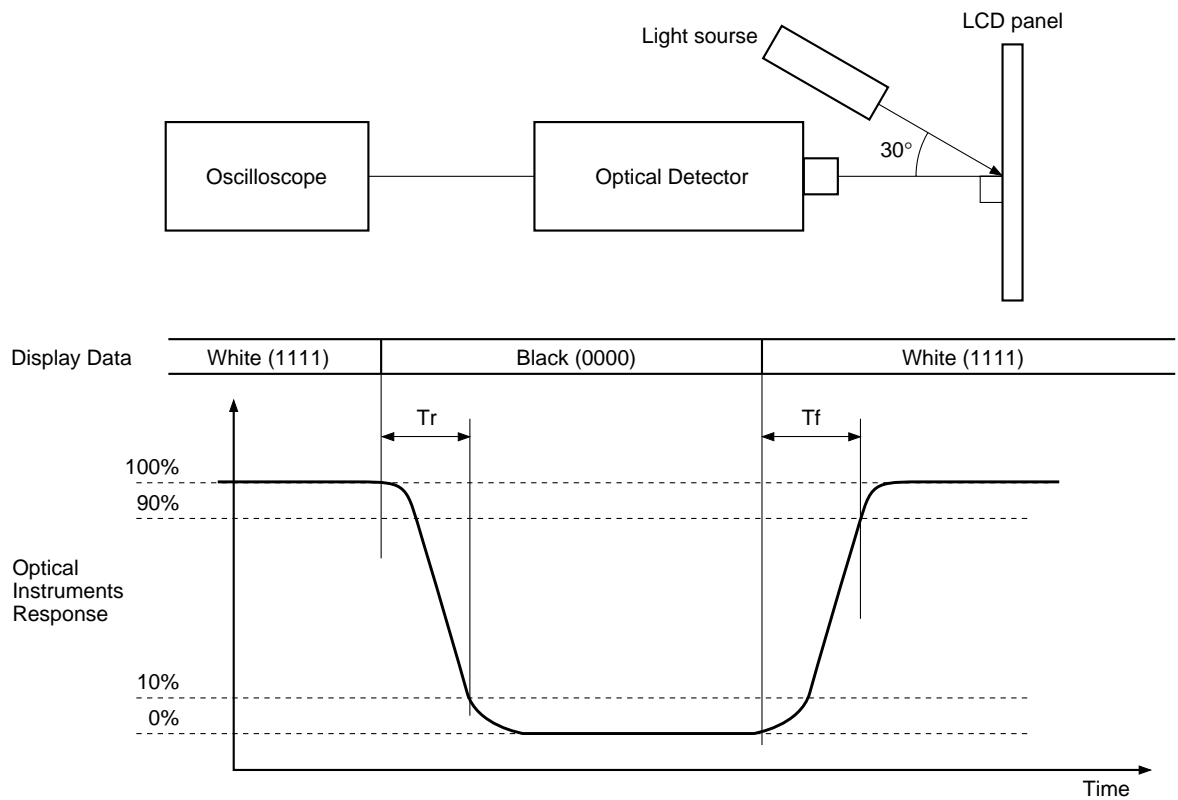 LCD panel
Light sourse
30°
Oscilloscope
Optical Detector
Display Data
White (1111)
Black (0000)
White (1111)
Tr
Tf
100%
90%
Optical
Instruments
Response
10%
0%
Time